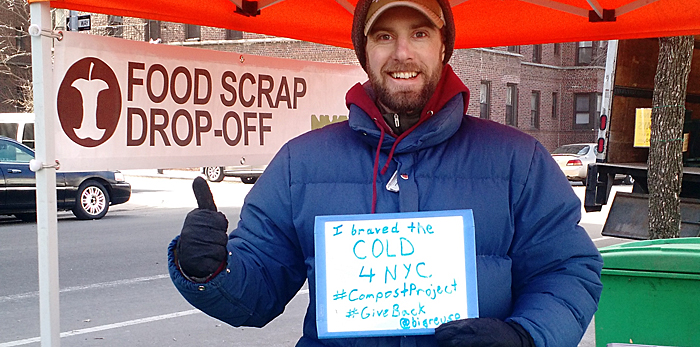 FOOD SCRAP
DROP-OFF
I braved the
COLD
4 NYC.
#CompostProject
#GiveBack
@bigreuse